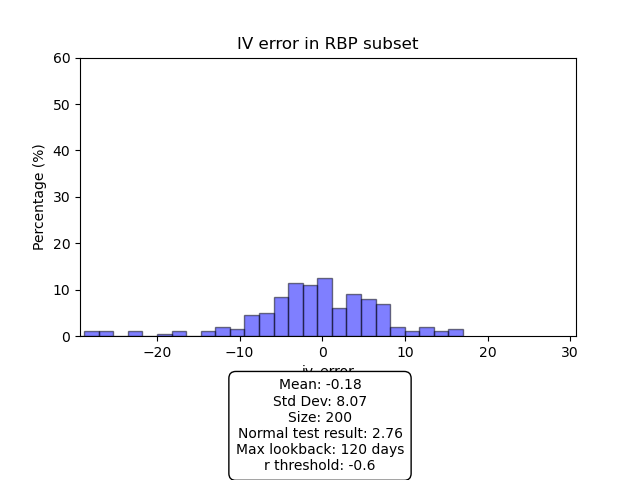 IV error in RBP subset
60
50
40
30
20
10
0
Percentage (%)
−20
−10
0
10
20
30
iv_error
Mean: -0.18
Std Dev: 8.07
Size: 200
Normal test result: 2.76
Max lookback: 120 days
r threshold: -0.6